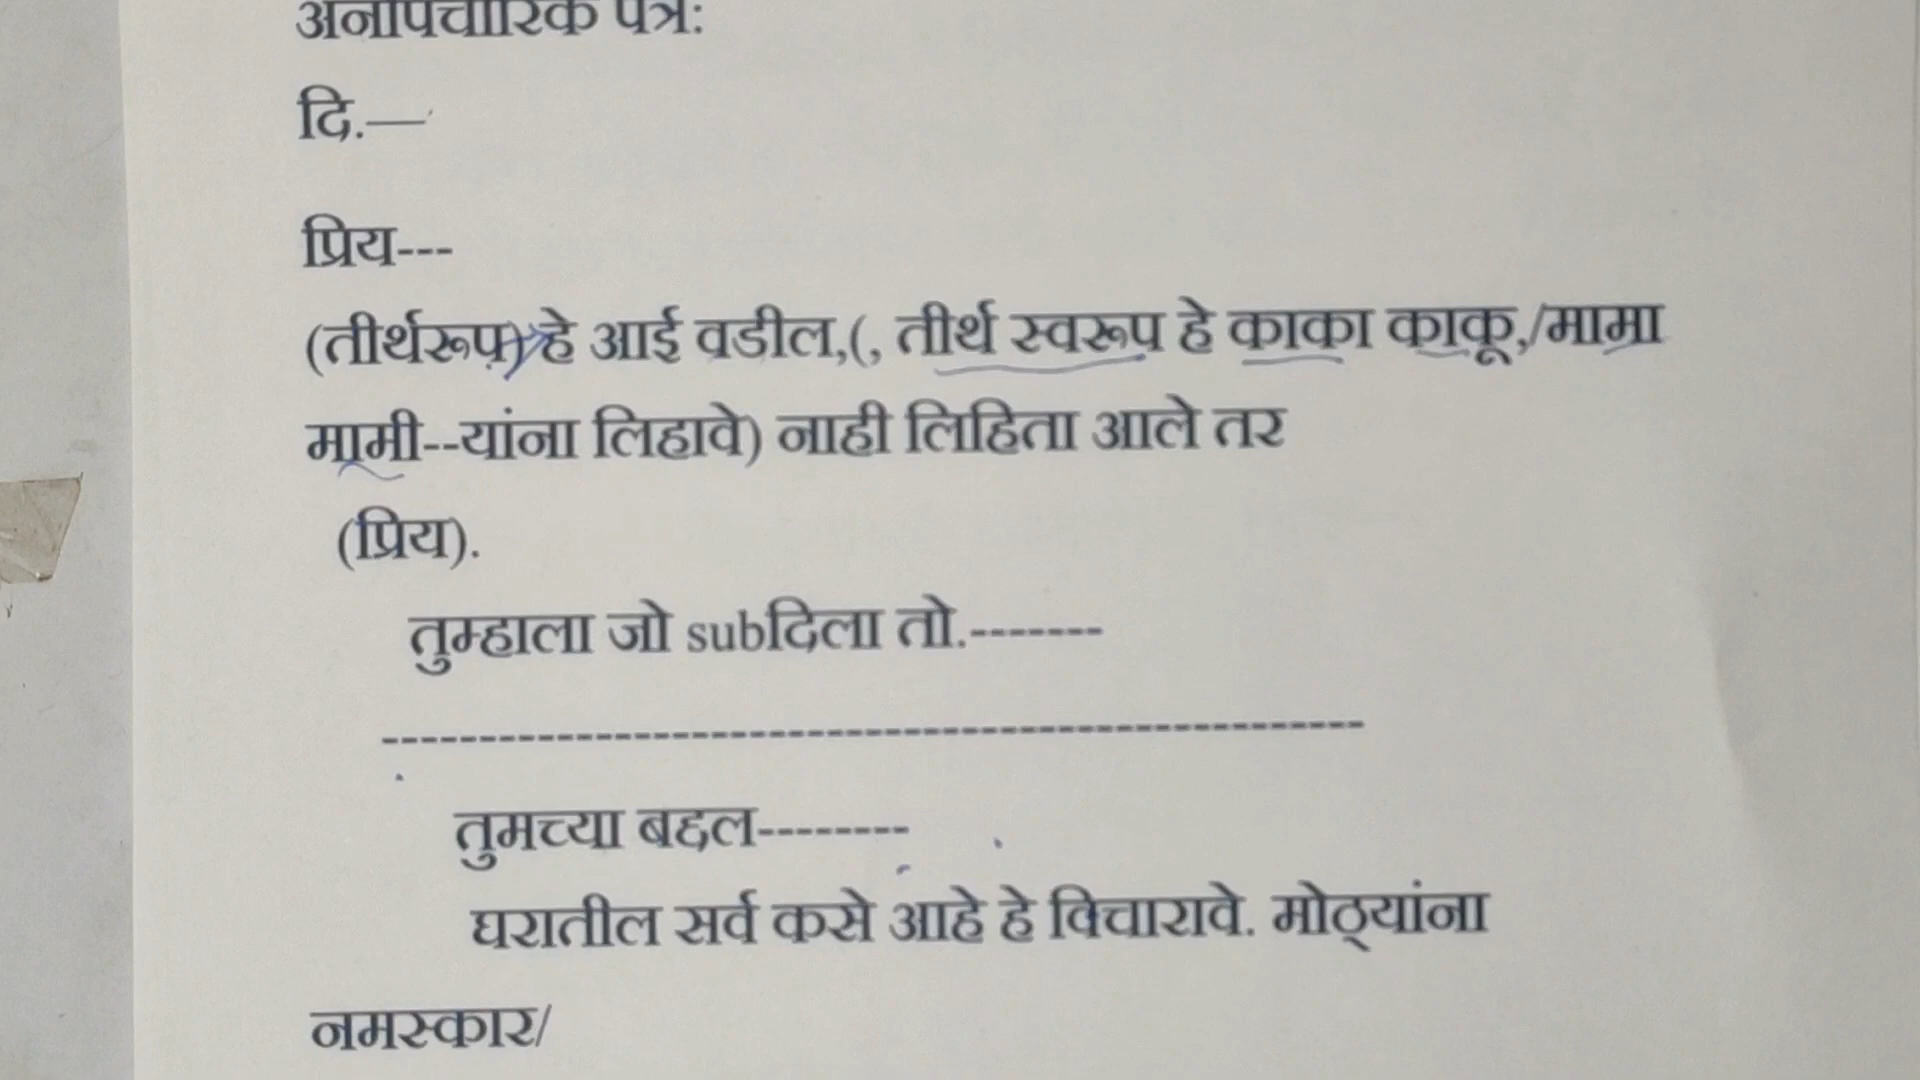 अनौपचारिक पत्र:
दि.—
प्रिय---
(तीर्थरूप) हे आई वडील,(, तीर्थ स्वरूप हे काका काकू,/मामा
मामी--यांना लिहावे) नाही लिहिता आले तर
(प्रिय).
तुम्हाला जो subदिला तो.-------
--------------------------------------------------
तुमच्या बद्दल--------
घरातील सर्व कसे आहे हे विचारावे. मोठ्यांना
नमस्कार/